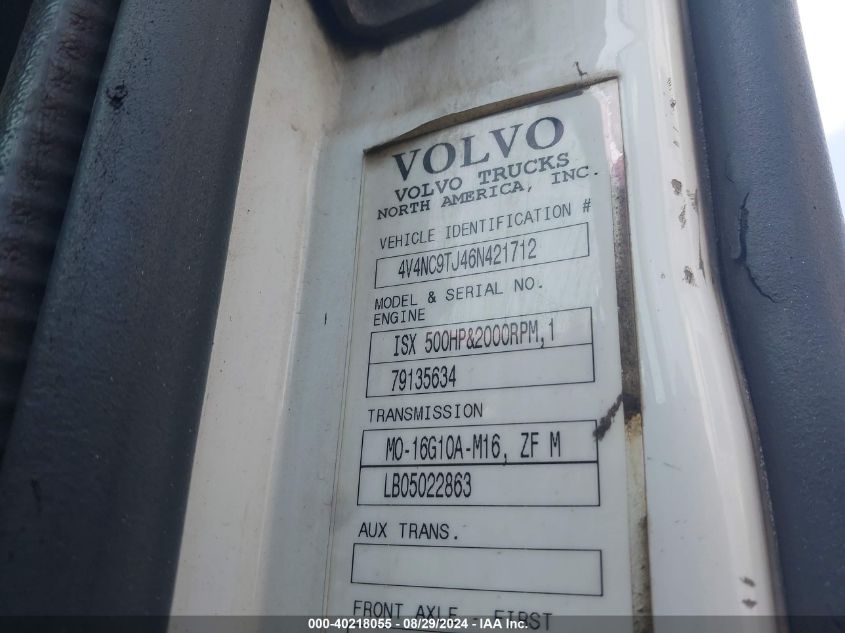 VOLVO
VOLVO TRUCKS
NORTH AMERICA, INC.
VEHICLE IDENTIFICATION #
4V4NC9TJ46N421712
MODEL & SERIAL NO.
ENGINE
ISX 500HP&2000RPM,1
79135634
TRANSMISSION
MO-16G10A-M16, ZF M
LB05022863
AUX TRANS.
FRONT AXLE - FIRST
000-40218055 - 08/29/2024 - IAA Inc.